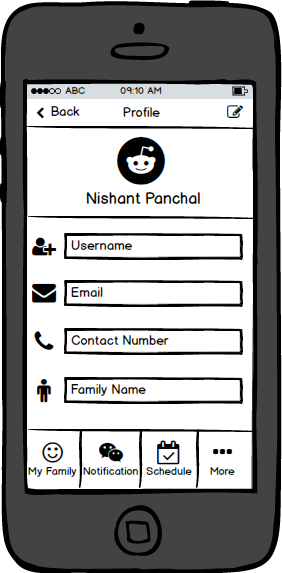 ABC 09:10 AM
Back Profile
Nishant Panchal
Username
Email
Contact Number
Family Name
My Family Notification Schedule More